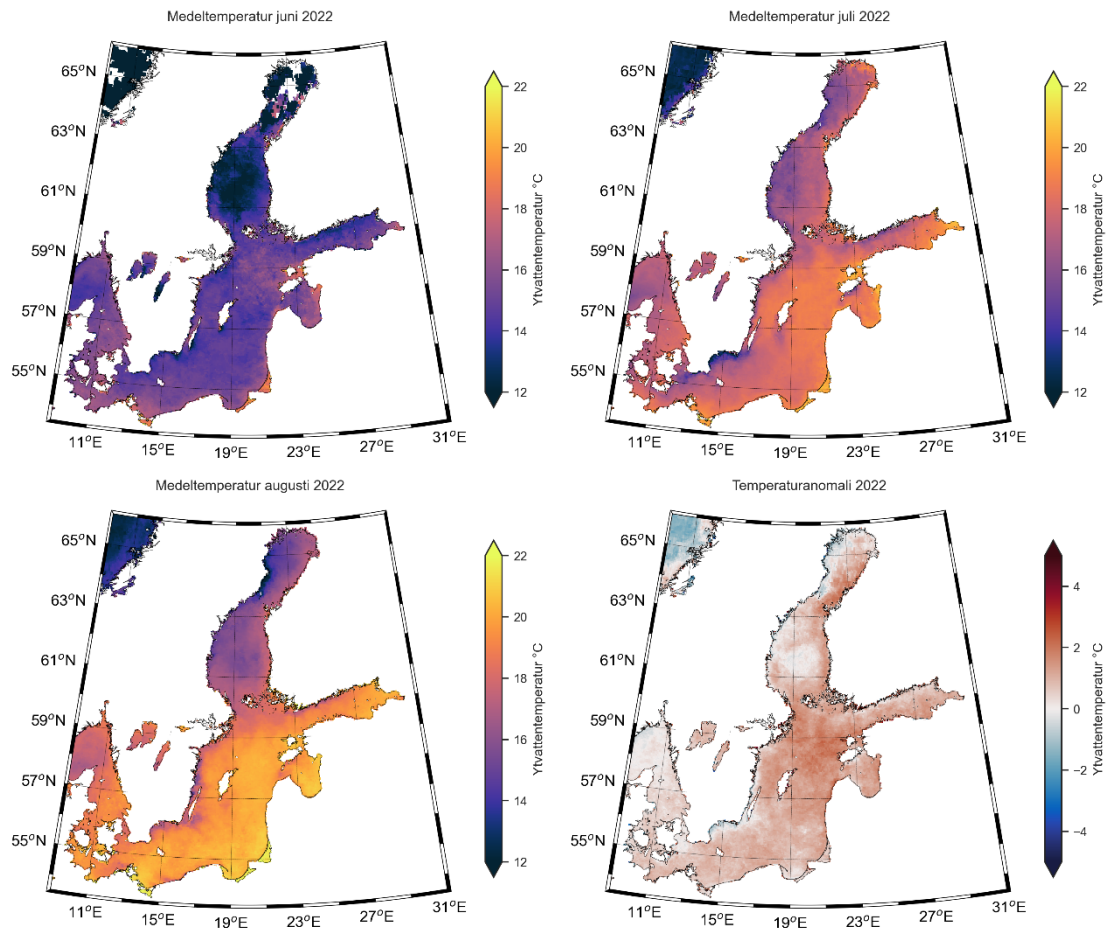 Medeltemperatur juni 2022
65°N
63°N
61°N
59°N
57°N
55°N
11°E
15°E
19°E
23°E
27°E
31°E
22
20
18
16
14
12
Ytvattentemperatur °C
Medeltemperatur juli 2022
65°N
63°N
61°N
59°N
57°N
55°N
11°E
15°E
19°E
23°E
27°E
31°E
22
20
18
16
14
12
Ytvattentemperatur °C
Medeltemperatur augusti 2022
65°N
63°N
61°N
59°N
57°N
55°N
11°E
15°E
19°E
23°E
27°E
31°E
22
20
18
16
14
12
Ytvattentemperatur °C
Temperaturanomali 2022
65°N
63°N
61°N
59°N
57°N
55°N
11°E
15°E
19°E
23°E
27°E
31°E
4
2
0
−2
−4
Ytvattentemperatur °C